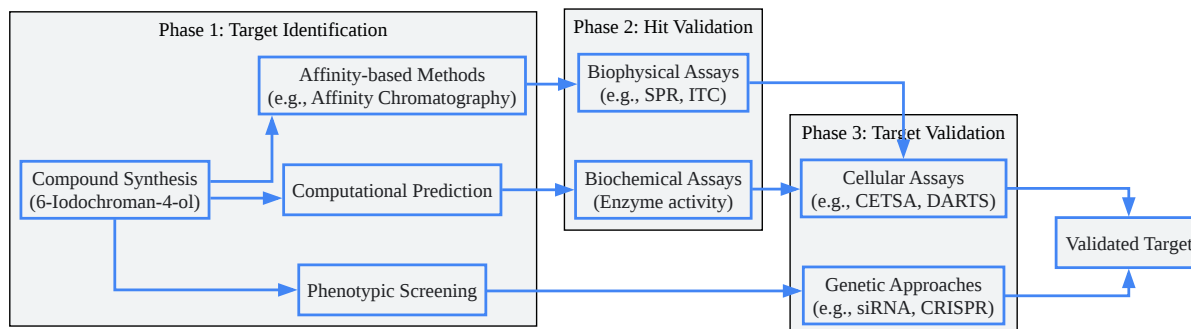 Phase 1: Target Identification
Affinity-based Methods
(e.g., Affinity Chromatography)
Compound Synthesis
(6-Iodochroman-4-ol)
Computational Prediction
Phenotypic Screening
Phase 2: Hit Validation
Biophysical Assays
(e.g., SPR, ITC)
Biochemical Assays
(Enzyme activity)
Phase 3: Target Validation
Cellular Assays
(e.g., CETSA, DARTS)
Genetic Approaches
(e.g., siRNA, CRISPR)
Validated Target